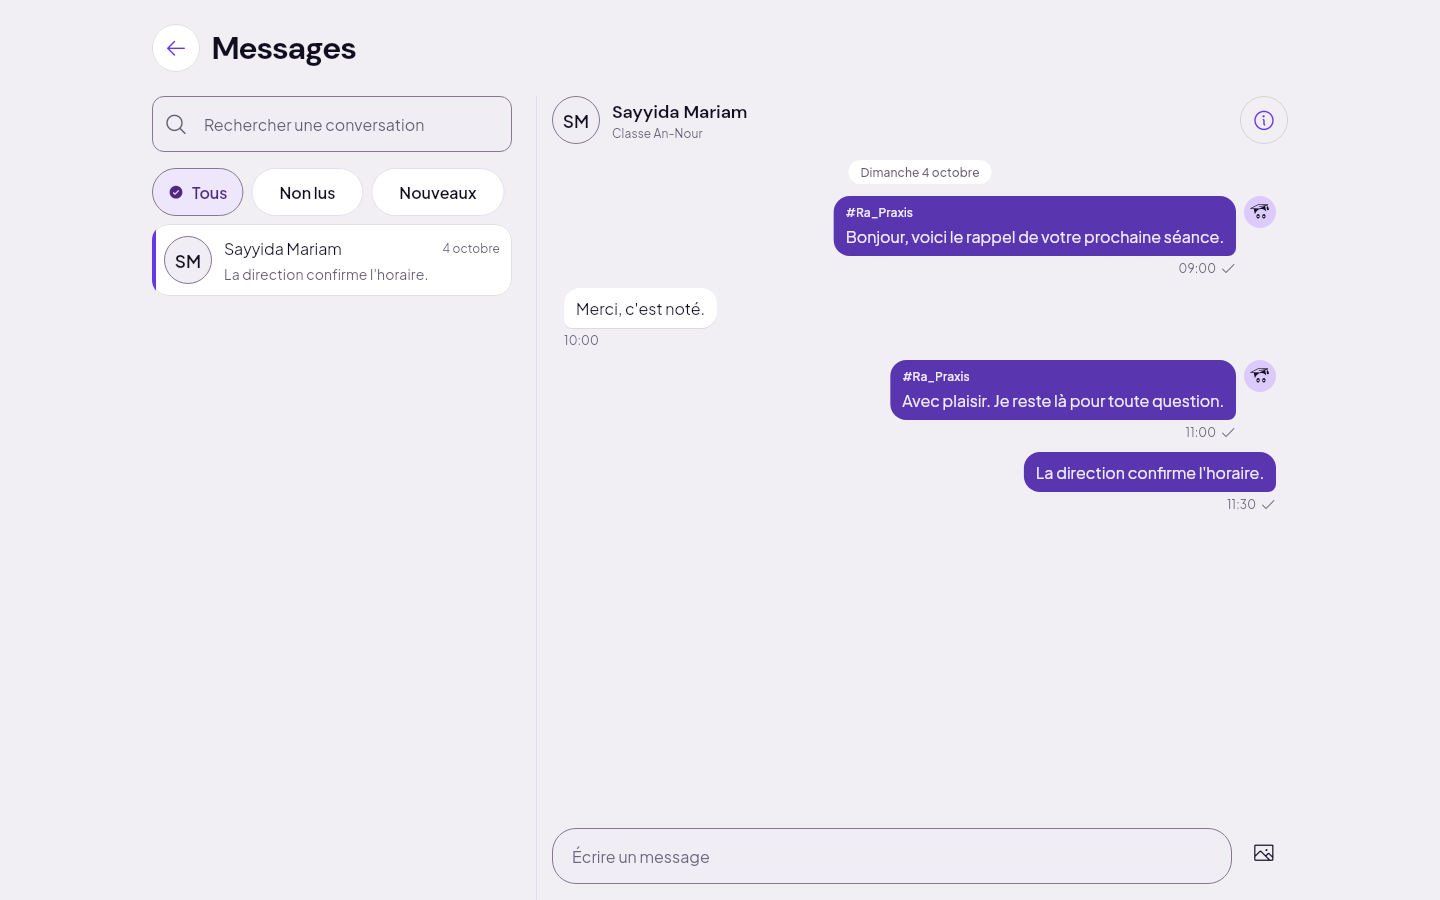 Messages
Rechercher une conversation
Tous
Non lus
Nouveaux
SM
Sayyida Mariam
4 octobre
La direction confirme l'horaire.
SM
Sayyida Mariam
Classe An-Nour
Dimanche 4 octobre
#Ra_Praxis
Bonjour, voici le rappel de votre prochaine séance.
09:00
Merci, c'est noté.
10:00
#Ra_Praxis
Avec plaisir. Je reste là pour toute question.
11:00
La direction confirme l'horaire.
11:30
Écrire un message